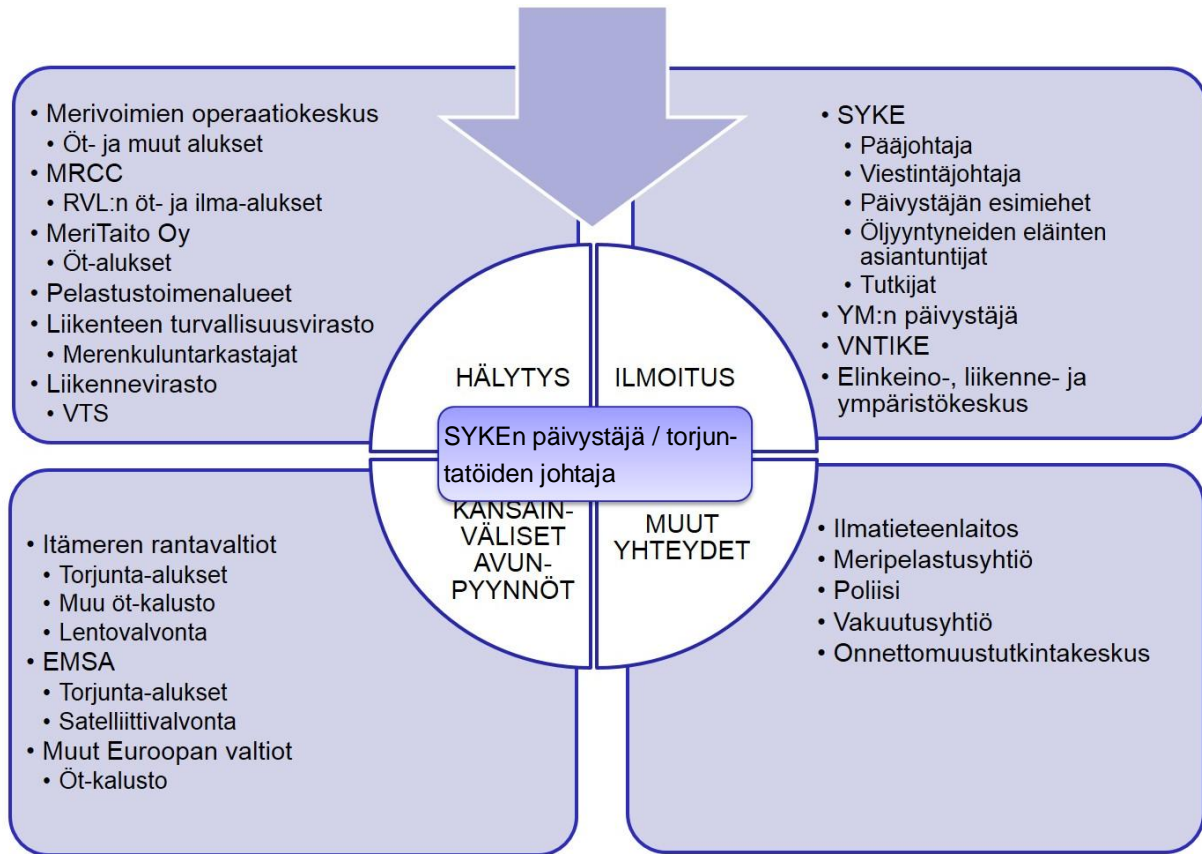 • Merivoimien operaatiokeskus
• Öt- ja muut alukset
• MRCC
• RVL:n öt- ja ilma-alukset
• MeriTaito Oy
• Öt-alukset
• Pelastustoimenalueet
• Liikenteen turvallisuusvirasto
• Merenkuluntarkastajat
• Liikennevirasto
• VTS
• SYKE
• Pääjohtaja
• Viestintäjohtaja
• Päivystäjän esimiehet
• Öljyyntyneiden eläinten
asiantuntijat
• Tutkijat
• YM:n päivystäjä
• VNTIKE
• Elinkeino-, liikenne- ja
ympäristökeskus
HÄLYTYS
ILMOITUS
SYKEn päivystäjä / torjun-
tatöiden johtaja
KANSAIN-
VÄLISET
AVUN-
PYYNNÖT
MUUT
YHTEYDET
• Itämeren rantavaltiot
• Torjunta-alukset
• Muu öt-kalusto
• Lentovalvonta
• EMSA
• Torjunta-alukset
• Satelliittivalvonta
• Muut Euroopan valtiot
• Öt-kalusto
• Ilmatieteenlaitos
• Meripelastusyhtiö
• Poliisi
• Vakuutusyhtiö
• Onnettomuustutkintakeskus